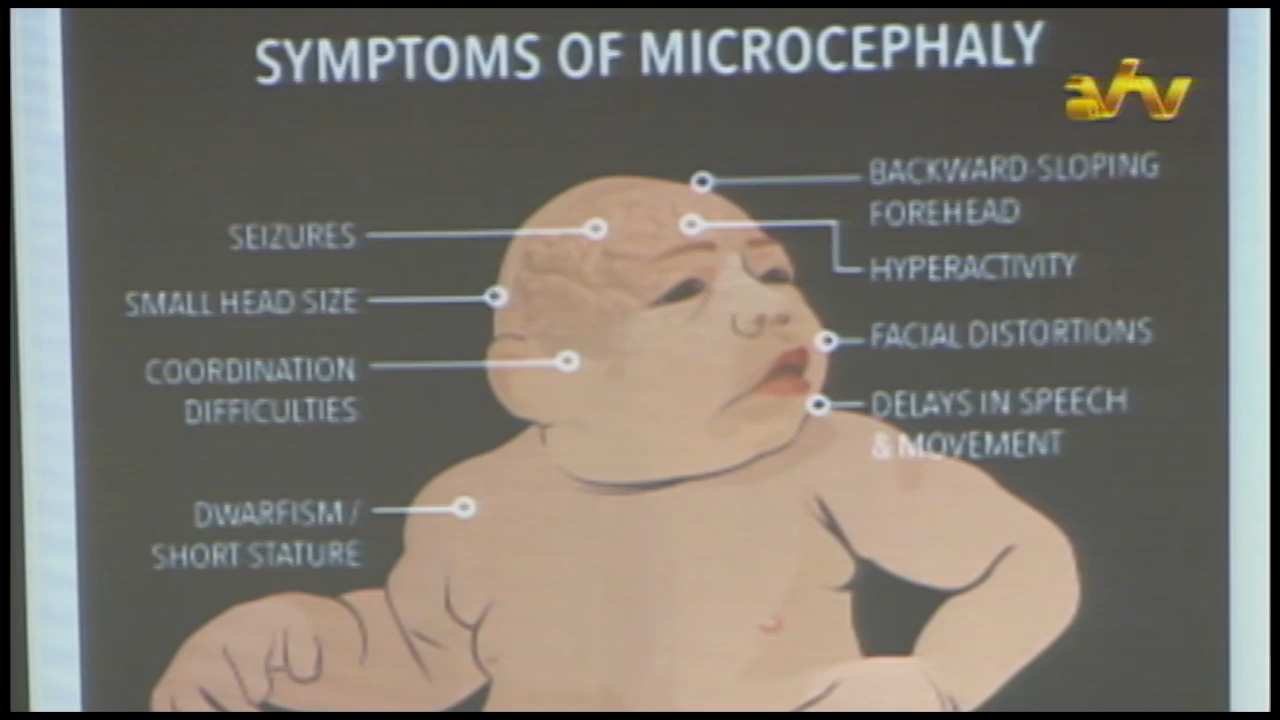 SYMPTOMS OF MICROCEPHALY
SEIZURES
SMALL HEAD SIZE
COORDINATION
DIFFICULTIES
DWARFISM /
SHORT STATURE
BACKWARD-SLOPING
FOREHEAD
HYPERACTIVITY
FACIAL DISTORTIONS
DELAYS IN SPEECH
& MOVEMENT